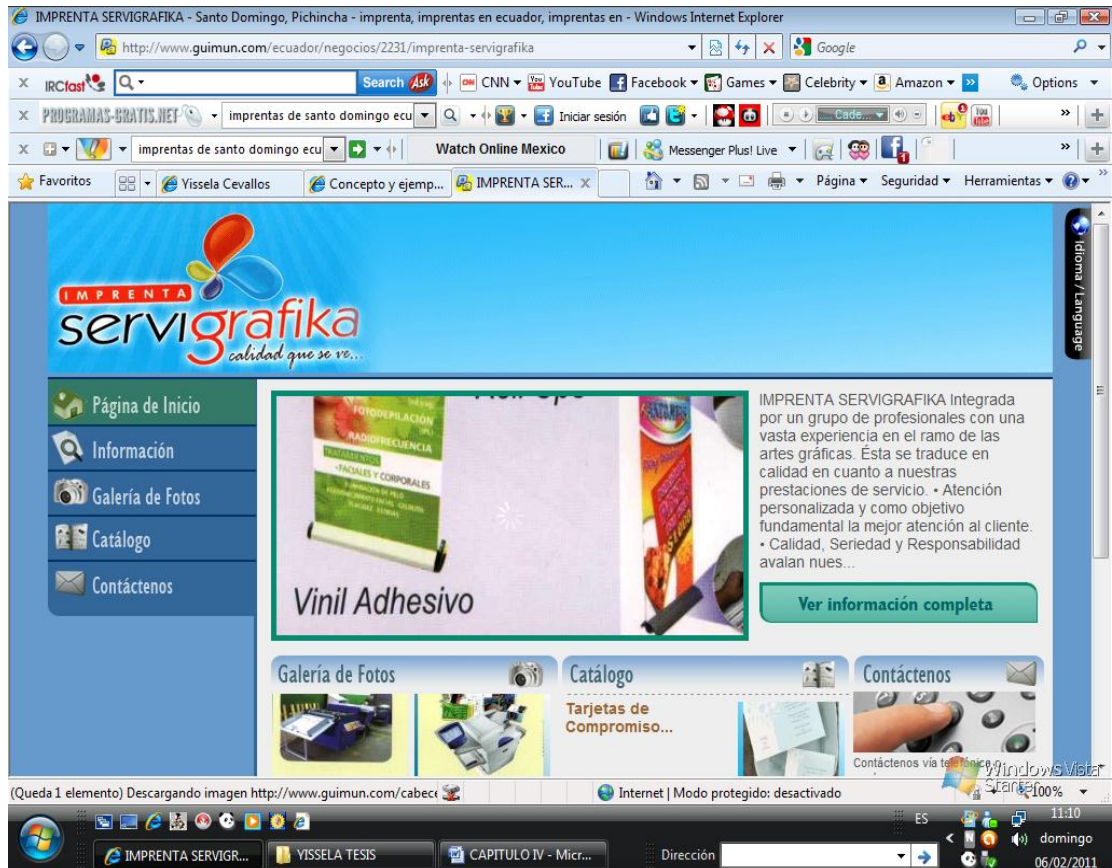 IMPRENTA SERVIGRAFIKA - Santo Domingo, Pichincha - imprenta, imprentas en ecuador, imprentas en - Windows Internet Explorer
http://www.guimun.com/ecuador/negocios/2231/imprenta-servigrafika
Google
IRCfast
Search Ask
CNN YouTube Facebook Games Celebrity Amazon
Options
PROGRAMAS-GRATIS.NET
imprentas de santo domingo ecu
Iniciar sesión
Cade...
imprentas de santo domingo ecu
Watch Online Mexico
Messenger Plus! Live
Favoritos
Yissela Cevallos
Concepto y ejemp...
IMPRENTA SER...
Página Seguridad Herramientas
Idioma / Language
IMPRENTA
servigrafika
calidad que se ve...
Página de Inicio
Información
Galería de Fotos
Catálogo
Contáctenos
FOTODEPILACIÓN
RADIOFRECUENCIA
TRATAMIENTOS
FACIALES Y CORPORALES
Vinil Adhesivo
IMPRENTA SERVIGRAFIKA Integrada
por un grupo de profesionales con una
vasta experiencia en el ramo de las
artes gráficas. Ésta se traduce en
calidad en cuanto a nuestras
prestaciones de servicio. • Atención
personalizada y como objetivo
fundamental la mejor atención al cliente.
• Calidad, Seriedad y Responsabilidad
avalan nues...
Ver información completa
Galería de Fotos
Catálogo
Tarjetas de
Compromiso...
Contáctenos
Contáctenos vía telefónica
Windows Vista
Starter
(Queda 1 elemento) Descargando imagen http://www.guimun.com/cabec
Internet | Modo protegido: desactivado
100%
IMPRENTA SERVIGR...
YISSELA TESIS
CAPITULO IV - Micr...
Dirección
ES
11:10
domingo
06/02/2011